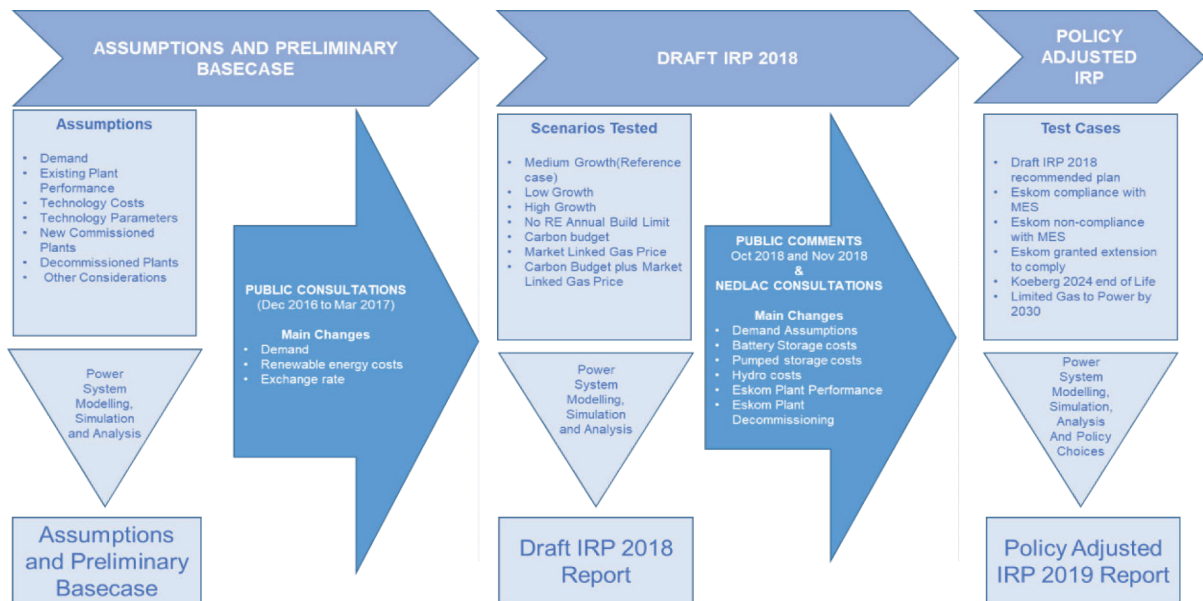 ASSUMPTIONS AND PRELIMINARY
BASECASE
Assumptions
• Demand
• Existing Plant
Performance
• Technology Costs
• Technology Parameters
• New Commissioned
Plants
• Decommissioned Plants
• Other Considerations
Power
System
Modelling,
Simulation
and Analysis
Assumptions
and Preliminary
Basecase
PUBLIC CONSULTATIONS
(Dec 2016 to Mar 2017)
Main Changes
• Demand
• Renewable energy costs
• Exchange rate
DRAFT IRP 2018
Scenarios Tested
• Medium Growth(Reference
case)
• Low Growth
• High Growth
• No RE Annual Build Limit
• Carbon budget
• Market Linked Gas Price
• Carbon Budget plus Market
Linked Gas Price
Power
System
Modelling,
Simulation
and Analysis
Draft IRP 2018
Report
PUBLIC COMMENTS
Oct 2018 and Nov 2018
&
NEDLAC CONSULTATIONS
Main Changes
• Demand Assumptions
• Battery Storage costs
• Pumped storage costs
• Hydro costs
• Eskom Plant Performance
• Eskom Plant
Decommissioning
POLICY
ADJUSTED
IRP
Test Cases
• Draft IRP 2018
recommended plan
• Eskom compliance with
MES
• Eskom non-compliance
with MES
• Eskom granted extension
to comply
• Koeberg 2024 end of Life
• Limited Gas to Power by
2030
Power
System
Modelling,
Simulation,
Analysis
And Policy
Choices
Policy Adjusted
IRP 2019 Report